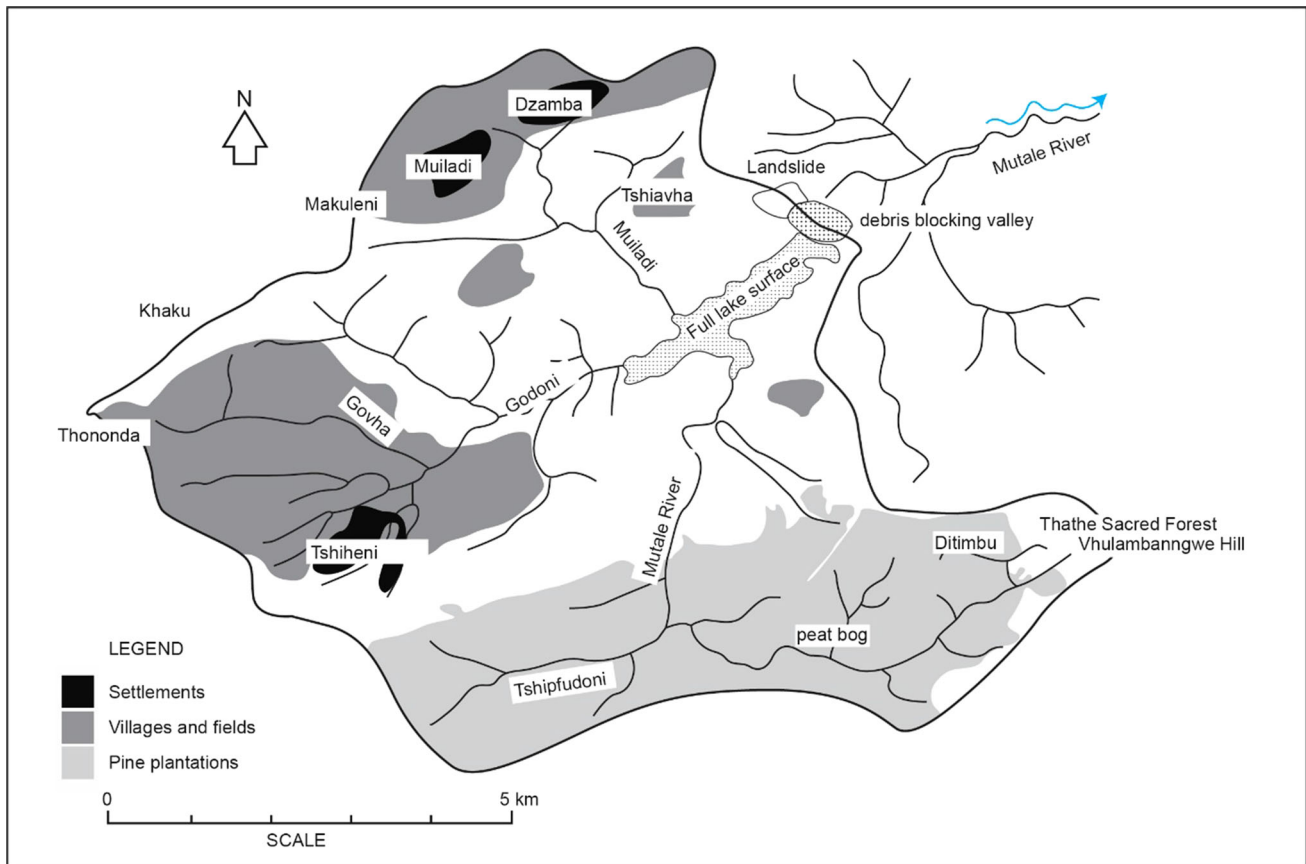 N
Dzamba
Muiladi
Makuleni
Tshiavha
Landslide
Mutale River
debris blocking valley
Muiladi
Full lake surface
Khaku
Godoni
Govha
Thononda
Tshiheni
Mutale River
Ditimbu
Thathe Sacred Forest
Vhulambanngwe Hill
peat bog
Tshipfudoni
LEGEND
Settlements
Villages and fields
Pine plantations
0 5 km
SCALE